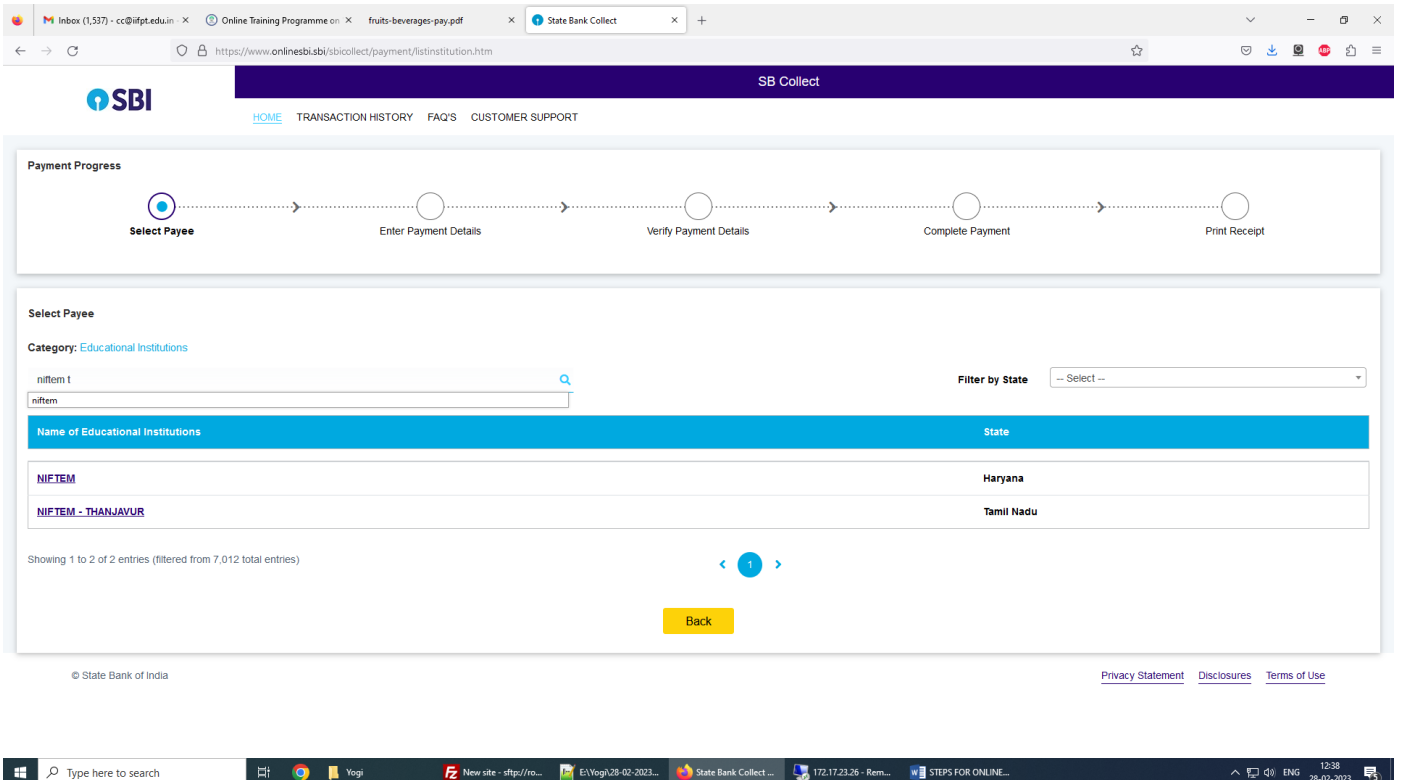 Inbox (1,537) - cc@iifpt.edu.in -
Online Training Programme on
fruits-beverages-pay.pdf
State Bank Collect
https://www.onlinesbi.sbi/sbicollect/payment/listinstitution.htm
ABP
SBI
SB Collect
HOME TRANSACTION HISTORY FAQ'S CUSTOMER SUPPORT
Payment Progress
Select Payee Enter Payment Details Verify Payment Details Complete Payment Print Receipt
Select Payee
Category: Educational Institutions
niftem t Filter by State -- Select --
niftem
Name of Educational Institutions State
NIFTEM Haryana
NIFTEM - THANJAVUR Tamil Nadu
Showing 1 to 2 of 2 entries (filtered from 7,012 total entries) 1
Back
© State Bank of India Privacy Statement Disclosures Terms of Use
Type here to search Yogi New site - sftp://ro... E:\Yogi\28-02-2023... State Bank Collect ... 172.17.23.26 - Rem... STEPS FOR ONLINE... ENG 12:38
28-02-2023